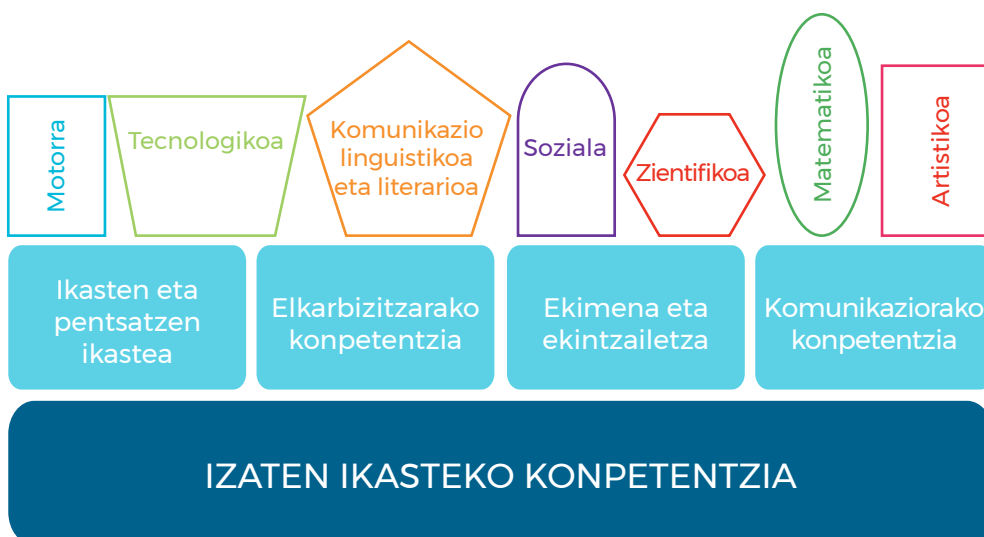 Motorra
Tecnologikoa
Komunikazio
linguistikoa
eta literarioa
Soziala
Zientifikoa
Matematikoa
Artistikoa
Ikasten eta
pentsatzen
ikastea
Elkarbizitzarako
konpetentzia
Ekimena eta
ekintzailetza
Komunikaziorako
konpetentzia
IZATEN IKASTEKO KONPETENTZIA